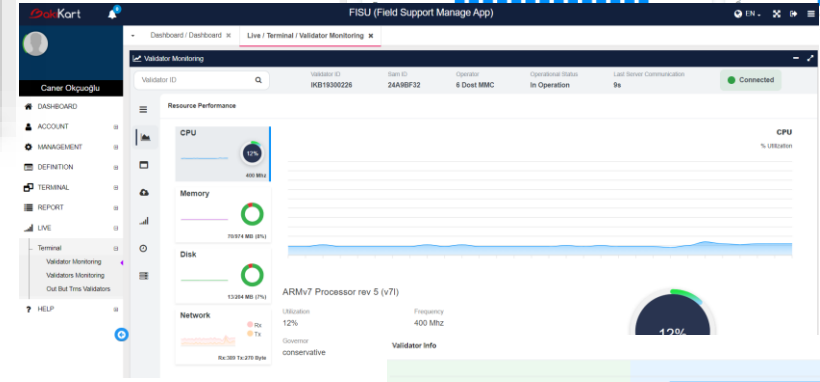 BakıKart
FISU (Field Support Manage App)
EN
Dashboard / Dashboard ×
Live / Terminal / Validator Monitoring ×
Validator Monitoring
Validator ID
Validator ID
IKB19300226
Sam ID
24A9BF32
Operator
6 Dost MMC
Operational Status
In Operation
Last Server Communication
9s
Connected
Caner Okçuoğlu
DASHBOARD
ACCOUNT
MANAGEMENT
DEFINITION
TERMINAL
REPORT
LIVE
Terminal
Validator Monitoring
Validators Monitoring
Out But Trns Validators
HELP
Resource Performance
CPU
12%
400 Mhz
Memory
70/974 MB (8%)
Disk
13/204 MB (7%)
Network
Rx
Tx
Rx:389 Tx:270 Byte
CPU
% Utilization
ARMv7 Processor rev 5 (v7l)
Utilization
12%
Frequency
400 Mhz
Governor
conservative
12%
Validator Info